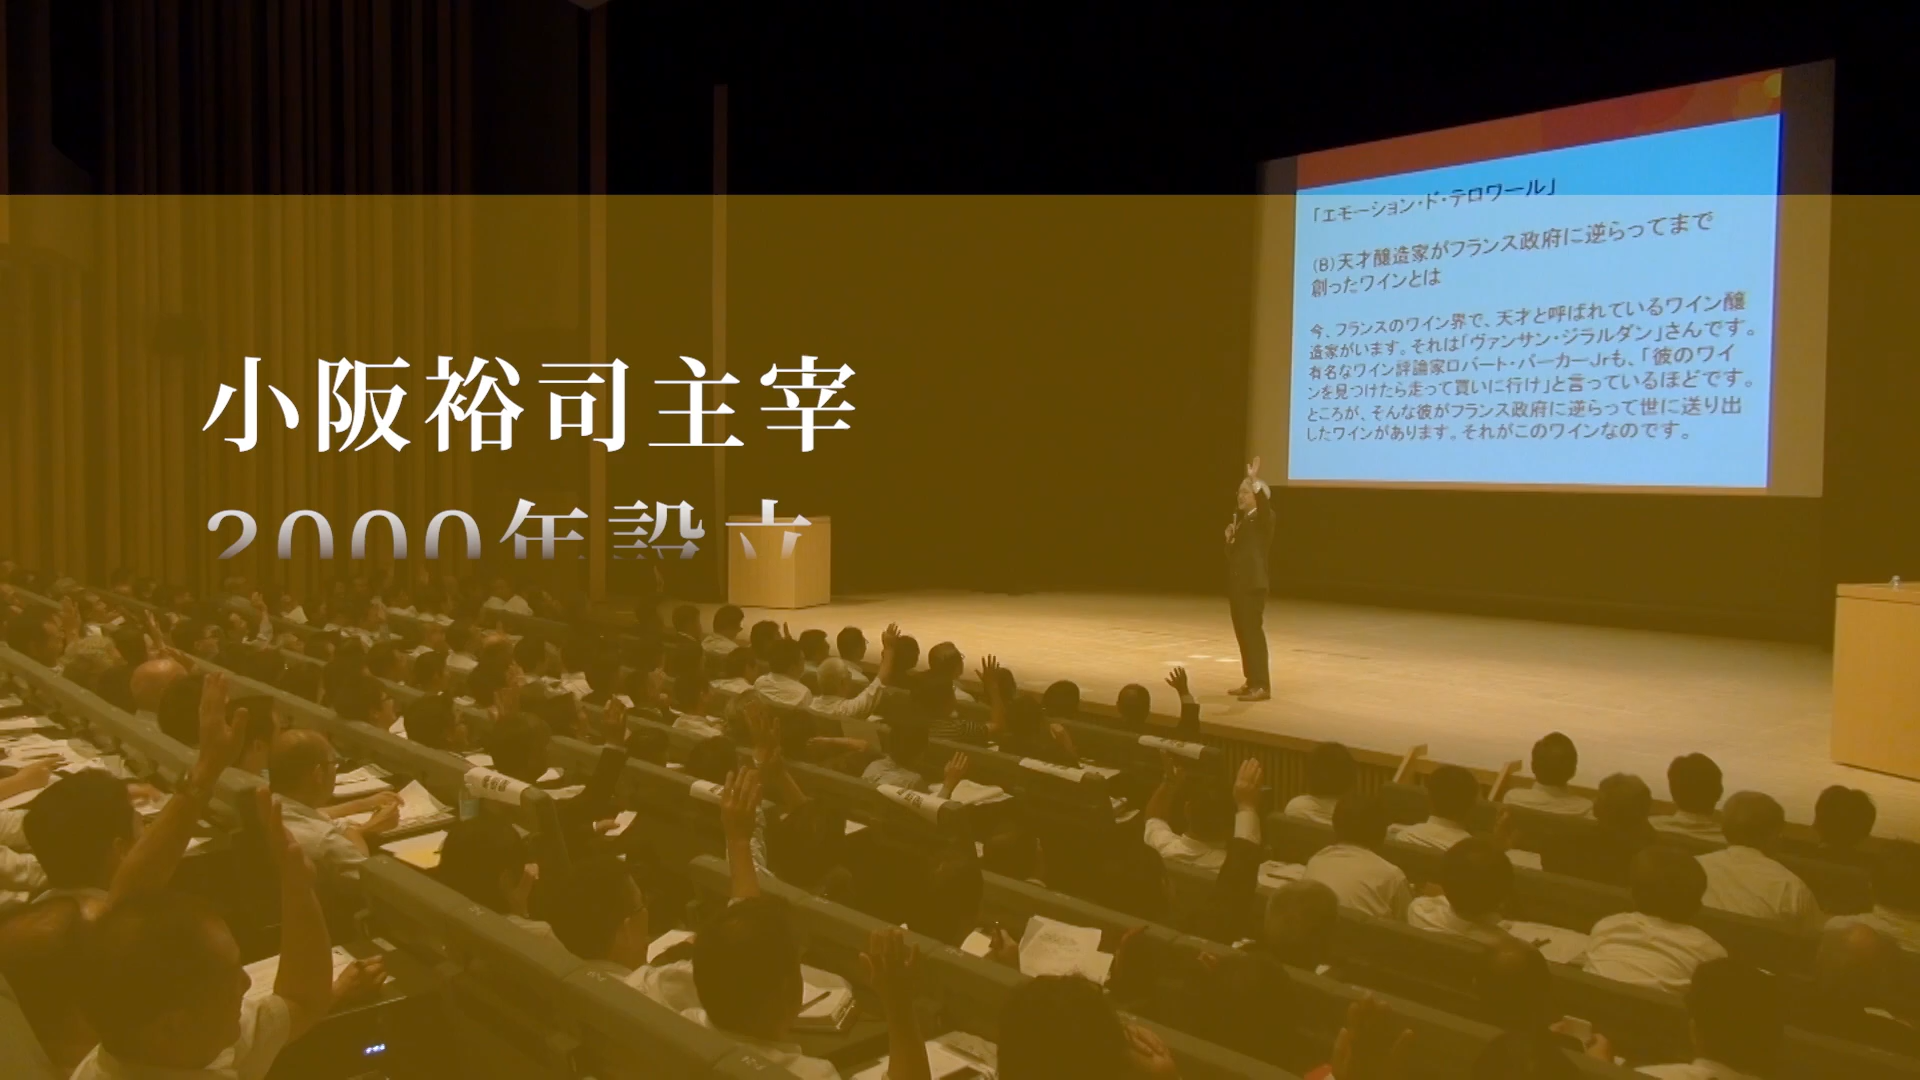 小阪裕司主宰
2000年設立
「エモーション・ド・テロワール」
(B)天才醸造家がフランス政府に逆らってまで
創ったワインとは
今、フランスのワイン界で、天才と呼ばれているワイン醸
造家がいます。それは「ヴァンサン・ジラルダン」さんです。
有名なワイン評論家ロバート・パーカーJrも、「彼のワイ
ンを見つけたら走って買いに行け」と言っているほどです。
ところが、そんな彼がフランス政府に逆らって世に送り出
したワインがあります。それがこのワインなのです。